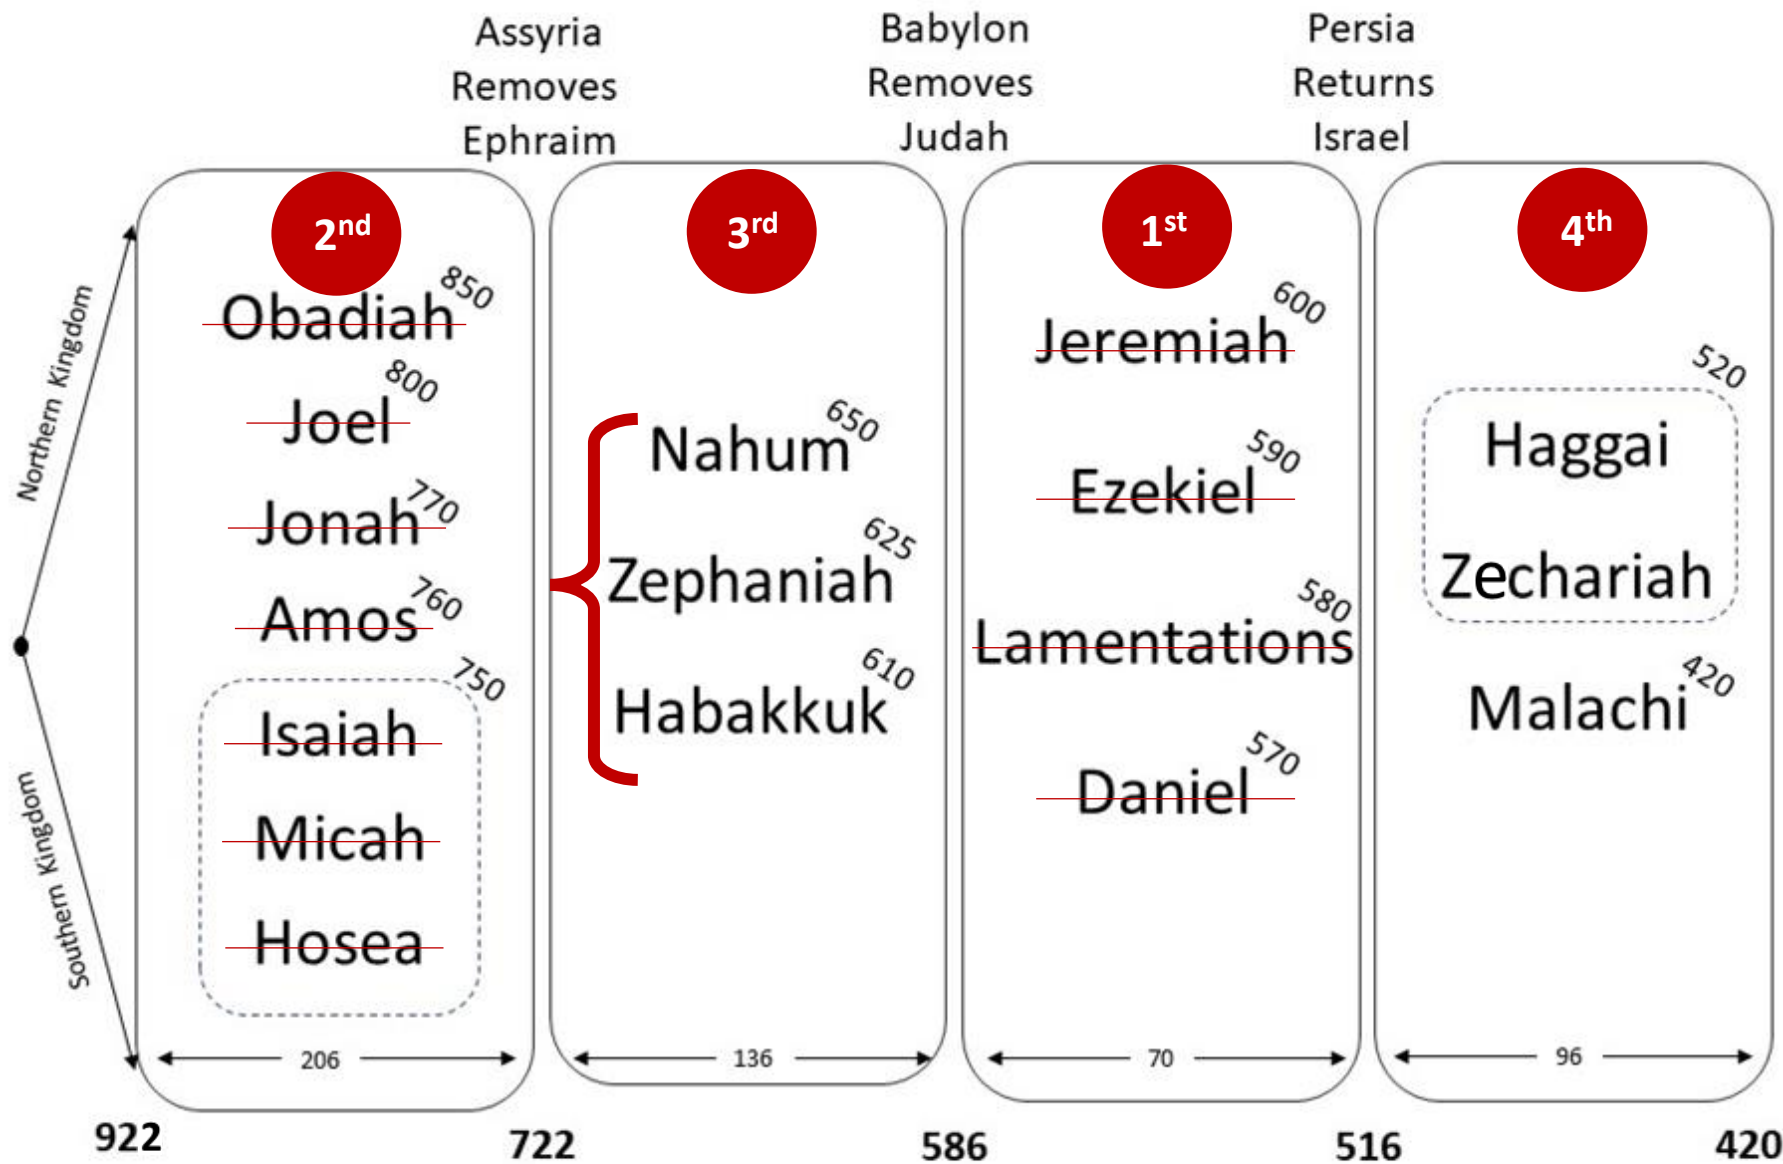 Assyria
Removes
Ephraim
Babylon
Removes
Judah
Persia
Returns
Israel
Northern Kingdom
Southern Kingdom
2nd
Obadiah 850
Joel 800
Jonah 770
Amos 760
750
Isaiah
Micah
Hosea
206
3rd
Nahum 650
Zephaniah 625
Habakkuk 610
136
1st
Jeremiah 600
Ezekiel 590
Lamentations 580
Daniel 570
70
4th
520
Haggai
Zechariah
Malachi 420
96
922
722
586
516
420